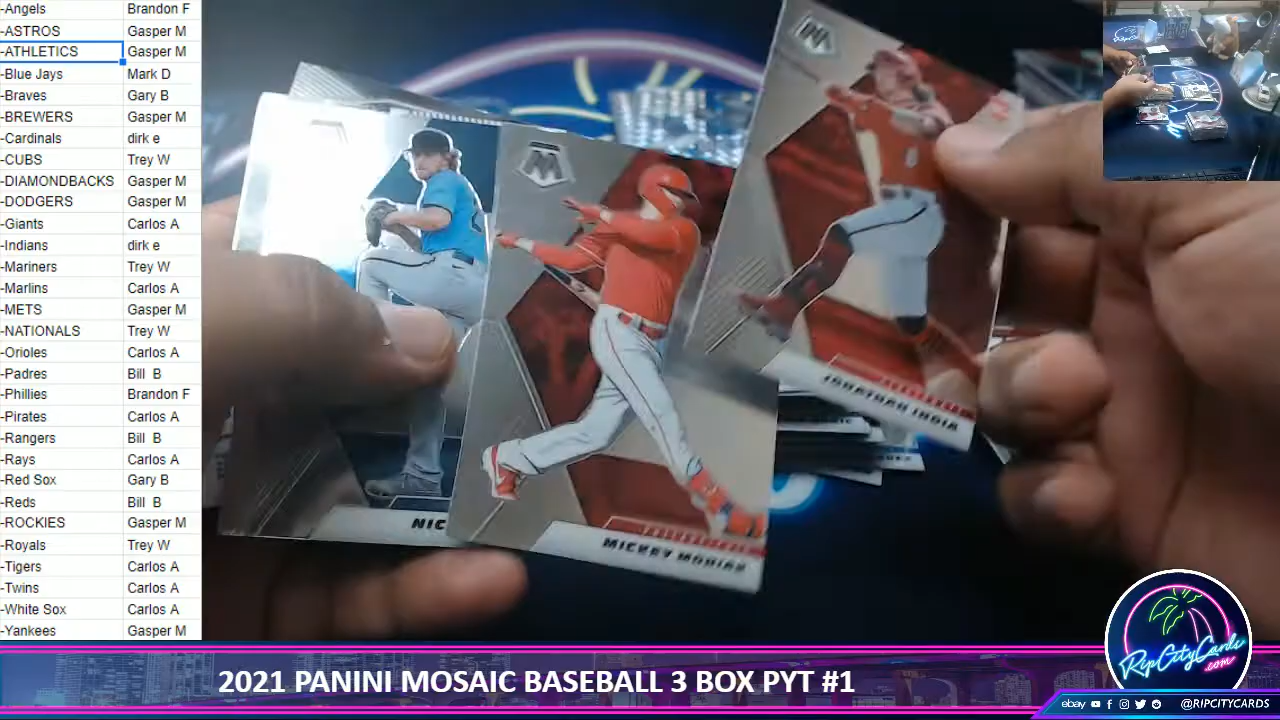 -Angels Brandon F
-ASTROS Gasper M
-ATHLETICS Gasper M
-Blue Jays Mark D
-Braves Gary B
-BREWERS Gasper M
-Cardinals dirk e
-CUBS Trey W
-DIAMONDBACKS Gasper M
-DODGERS Gasper M
-Giants Carlos A
-Indians dirk e
-Mariners Trey W
-Marlins Carlos A
-METS Gasper M
-NATIONALS Trey W
-Orioles Carlos A
-Padres Bill B
-Phillies Brandon F
-Pirates Carlos A
-Rangers Bill B
-Rays Carlos A
-Red Sox Gary B
-Reds Bill B
-ROCKIES Gasper M
-Royals Trey W
-Tigers Carlos A
-Twins Carlos A
-White Sox Carlos A
-Yankees Gasper M
JONATHAN INDIA
NIC
MICKEY MONIAK
RipCityCards
.com
2021 PANINI MOSAIC BASEBALL 3 BOX PYT #1
ebay @RIPCITYCARDS